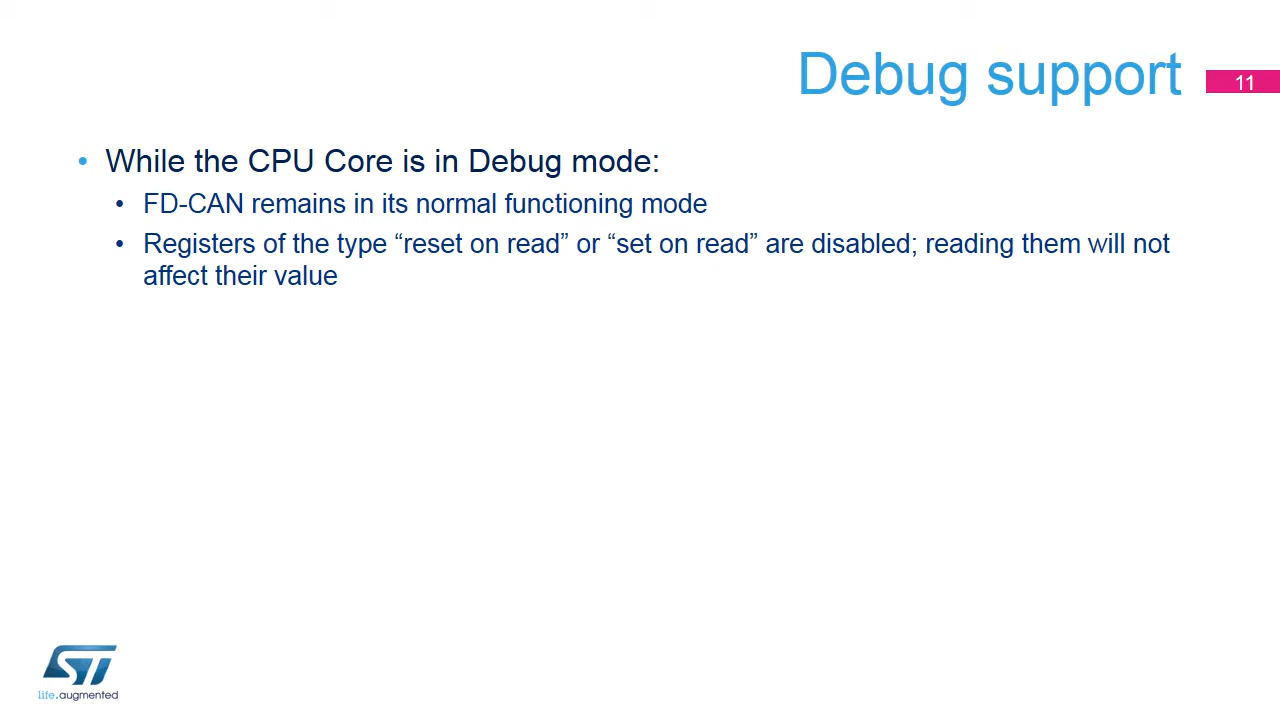 Debug support
11
• While the CPU Core is in Debug mode:
• FD-CAN remains in its normal functioning mode
• Registers of the type “reset on read” or “set on read” are disabled; reading them will not
affect their value
ST
life.augmented